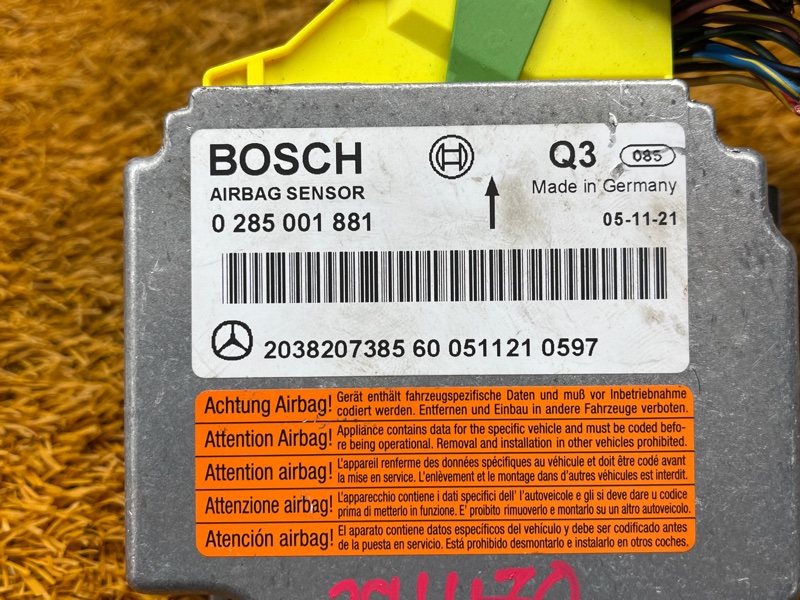 BOSCH Q3 085
AIRBAG SENSOR Made in Germany
0 285 001 881 05-11-21
2038207385 60 051121 0597
Achtung Airbag! Gerät enthält fahrzeugspezifische Daten und muß vor Inbetriebnahme
codiert werden. Entfernen und Einbau in andere Fahrzeuge verboten.
Attention Airbag! Appliance contains data for the specific vehicle and must be coded befo-
re being operational. Removal and installation in other vehicles prohibited.
Attention airbag! L'appareil renferme des données spécifiques au véhicule et doit être codé avant
la mise en service. L'enlèvement et le montage dans d'autres véhicules est interdit.
Attenzione airbag! L'apparecchio contiene i dati specifici dell' l'autoveicole e gli si deve dare u codice
prima di metterlo in funzione. E' proibito rimuoverlo e montarlo su un altro autoveicolo.
Atención airbag! El aparato contiene datos específicos del vehículo y debe ser codificado antes
de la puesta en servicio. Está prohibido desmontarlo e instalarlo en otros coches.